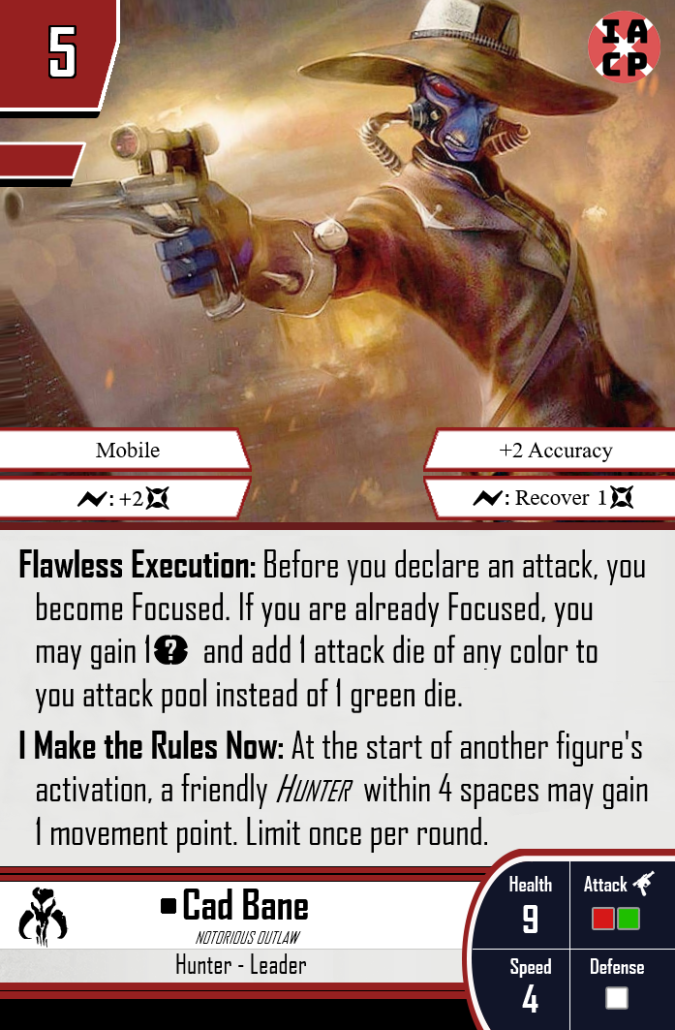 5
IA
CP
Mobile
+2 Accuracy
: +2
: Recover 1
Flawless Execution: Before you declare an attack, you
become Focused. If you are already Focused, you
may gain 1 ? and add 1 attack die of any color to
you attack pool instead of 1 green die.
I Make the Rules Now: At the start of another figure's
activation, a friendly HUNTER within 4 spaces may gain
1 movement point. Limit once per round.
Cad Bane
NOTORIOUS OUTLAW
Hunter - Leader
Health
9
Attack
Speed
4
Defense